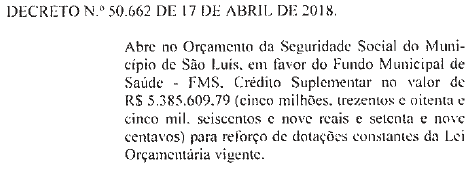 DECRETO N.º 50.662 DE 17 DE ABRIL DE 2018.
Abre no Orçamento da Seguridade Social do Muni-
cípio de São Luís, em favor do Fundo Municipal de
Saúde - FMS, Crédito Suplementar no valor de
R$ 5.385.609,79 (cinco milhões, trezentos e oitenta e
cinco mil, seiscentos e nove reais e setenta e nove
centavos) para reforço de dotações constantes da Lei
Orçamentária vigente.